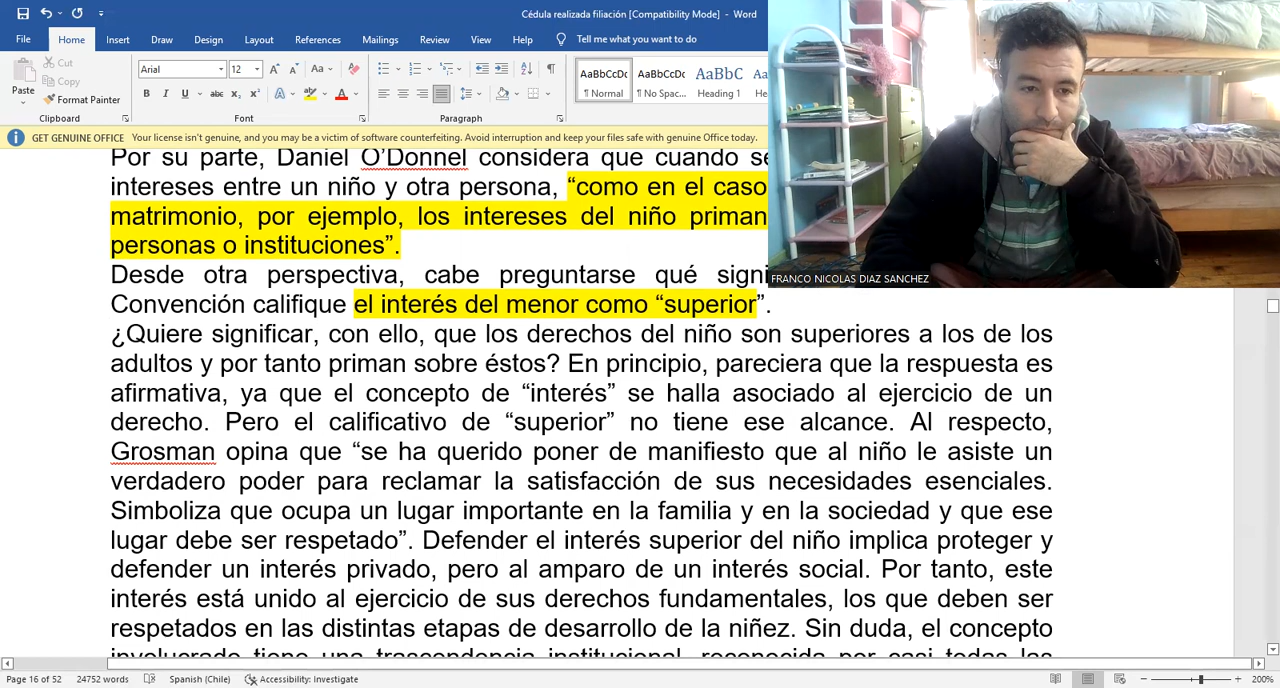 Cédula realizada filiación [Compatibility Mode] - Word
File Home Insert Draw Design Layout References Mailings Review View Help Tell me what you want to do
Paste
Cut
Copy
Format Painter
Arial 12
AaBbCcDc AaBbCcDc AaBbC
¶ Normal ¶ No Spac... Heading 1
Clipboard Font Paragraph
GET GENUINE OFFICE Your license isn't genuine, and you may be a victim of software counterfeiting. Avoid interruption and keep your files safe with genuine Office today.
Por su parte, Daniel O’Donnel considera que cuando se
intereses entre un niño y otra persona, “como en el caso
matrimonio, por ejemplo, los intereses del niño priman
personas o instituciones”.
FRANCO NICOLAS DIAZ SANCHEZ
Desde otra perspectiva, cabe preguntarse qué signi
Convención califique el interés del menor como “superior”.
¿Quiere significar, con ello, que los derechos del niño son superiores a los de los
adultos y por tanto priman sobre éstos? En principio, pareciera que la respuesta es
afirmativa, ya que el concepto de “interés” se halla asociado al ejercicio de un
derecho. Pero el calificativo de “superior” no tiene ese alcance. Al respecto,
Grosman opina que “se ha querido poner de manifiesto que al niño le asiste un
verdadero poder para reclamar la satisfacción de sus necesidades esenciales.
Simboliza que ocupa un lugar importante en la familia y en la sociedad y que ese
lugar debe ser respetado”. Defender el interés superior del niño implica proteger y
defender un interés privado, pero al amparo de un interés social. Por tanto, este
interés está unido al ejercicio de sus derechos fundamentales, los que deben ser
respetados en las distintas etapas de desarrollo de la niñez. Sin duda, el concepto
involucrado tiene una trascendencia institucional, reconocida por casi todas las
Page 16 of 52 24752 words Spanish (Chile) Accessibility: Investigate 200%